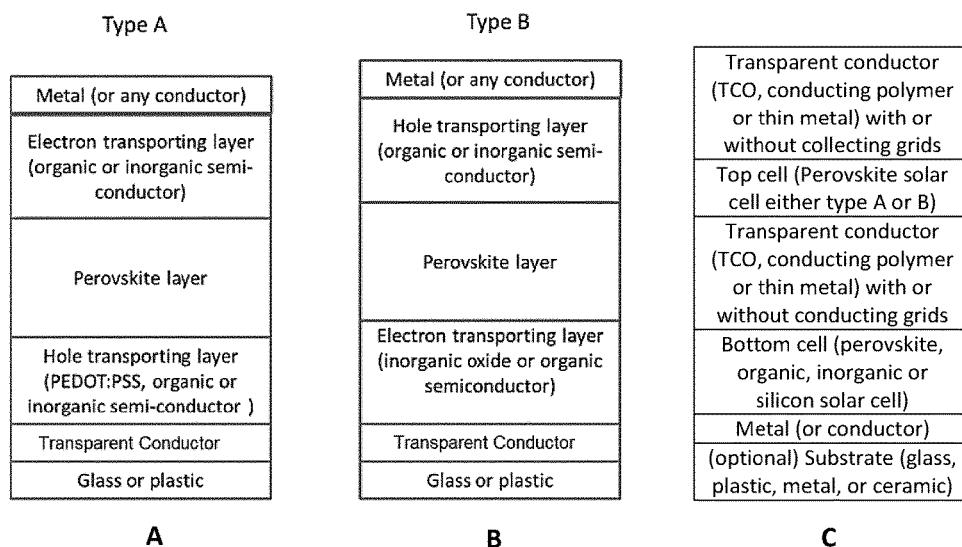 Type A
Metal (or any conductor)
Electron transporting layer
(organic or inorganic semi-
conductor)
Perovskite layer
Hole transporting layer
(PEDOT:PSS, organic or
inorganic semi-conductor )
Transparent Conductor
Glass or plastic
A
Type B
Metal (or any conductor)
Hole transporting layer
(organic or inorganic semi-
conductor)
Perovskite layer
Electron transporting layer
(inorganic oxide or organic
semiconductor)
Transparent Conductor
Glass or plastic
B
Transparent conductor
(TCO, conducting polymer
or thin metal) with or
without collecting grids
Top cell (Perovskite solar
cell either type A or B)
Transparent conductor
(TCO, conducting polymer
or thin metal) with or
without conducting grids
Bottom cell (perovskite,
organic, inorganic or
silicon solar cell)
Metal (or conductor)
(optional) Substrate (glass,
plastic, metal, or ceramic)
C